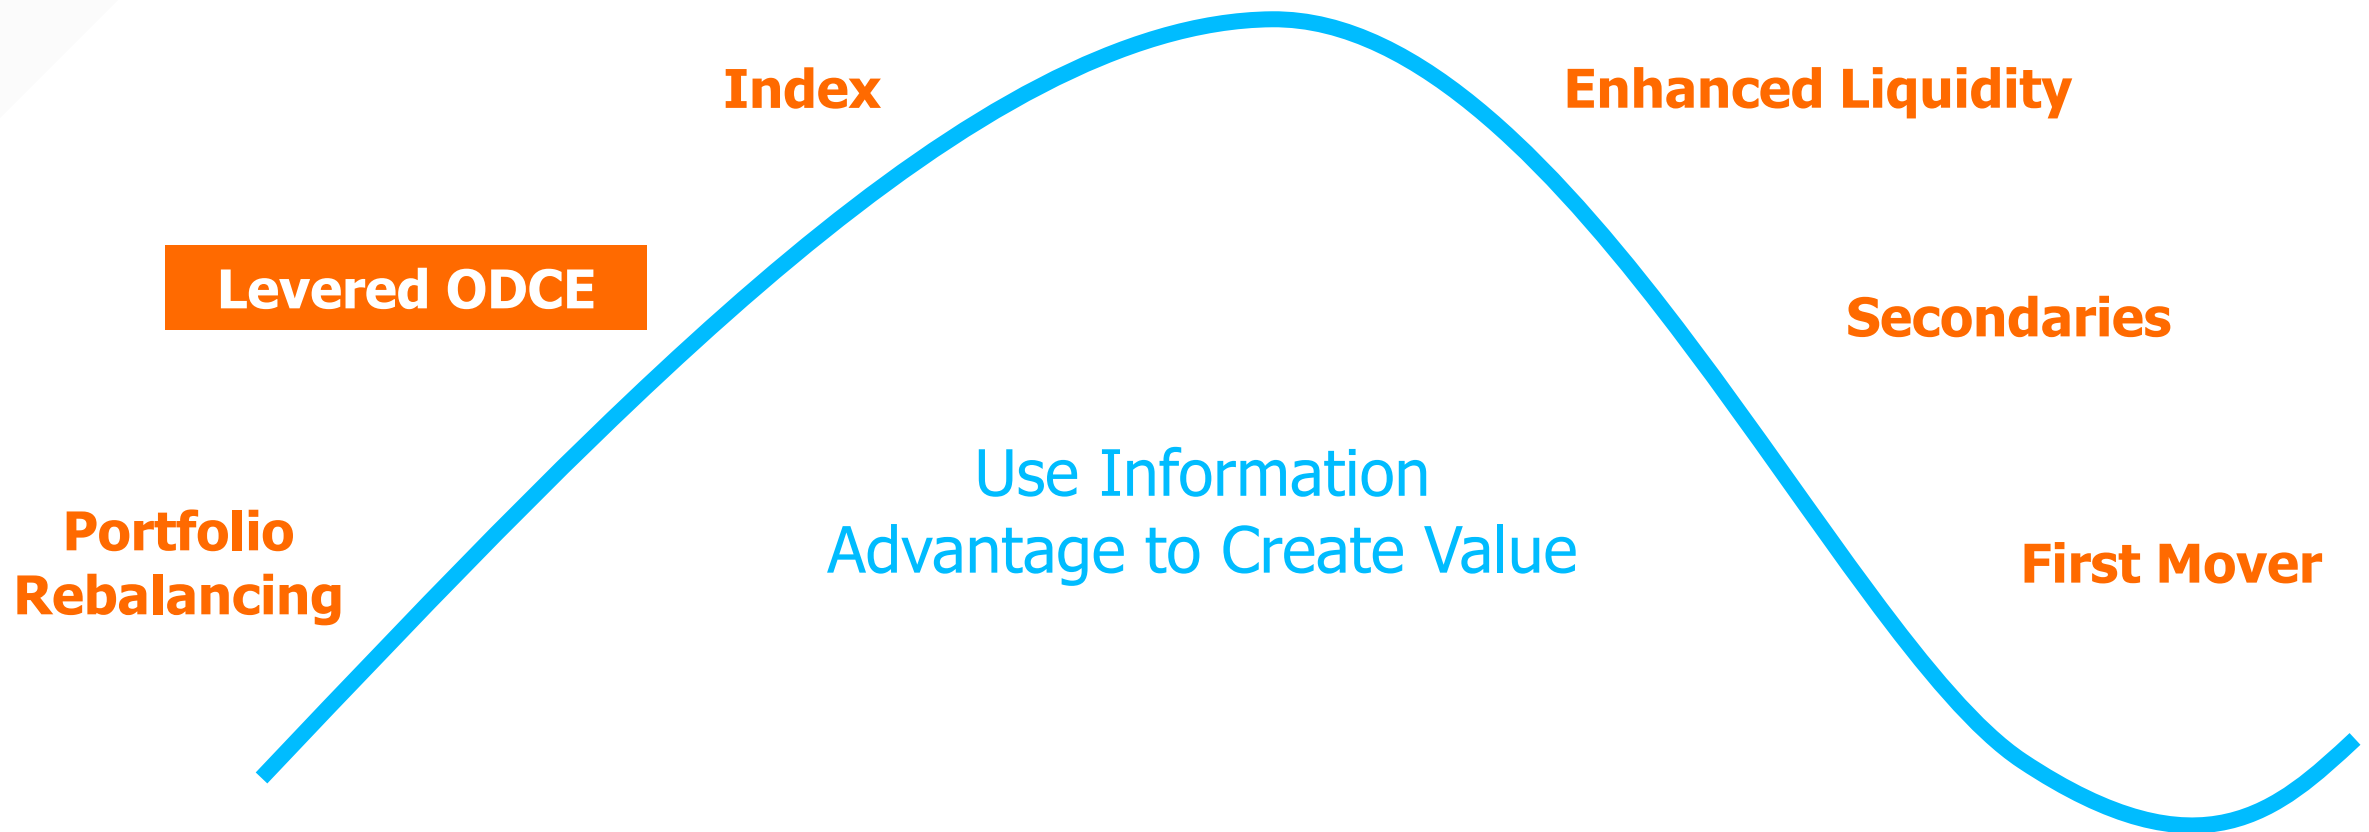 Index
Enhanced Liquidity
Levered ODCE
Secondaries
Use Information
Advantage to Create Value
Portfolio
Rebalancing
First Mover